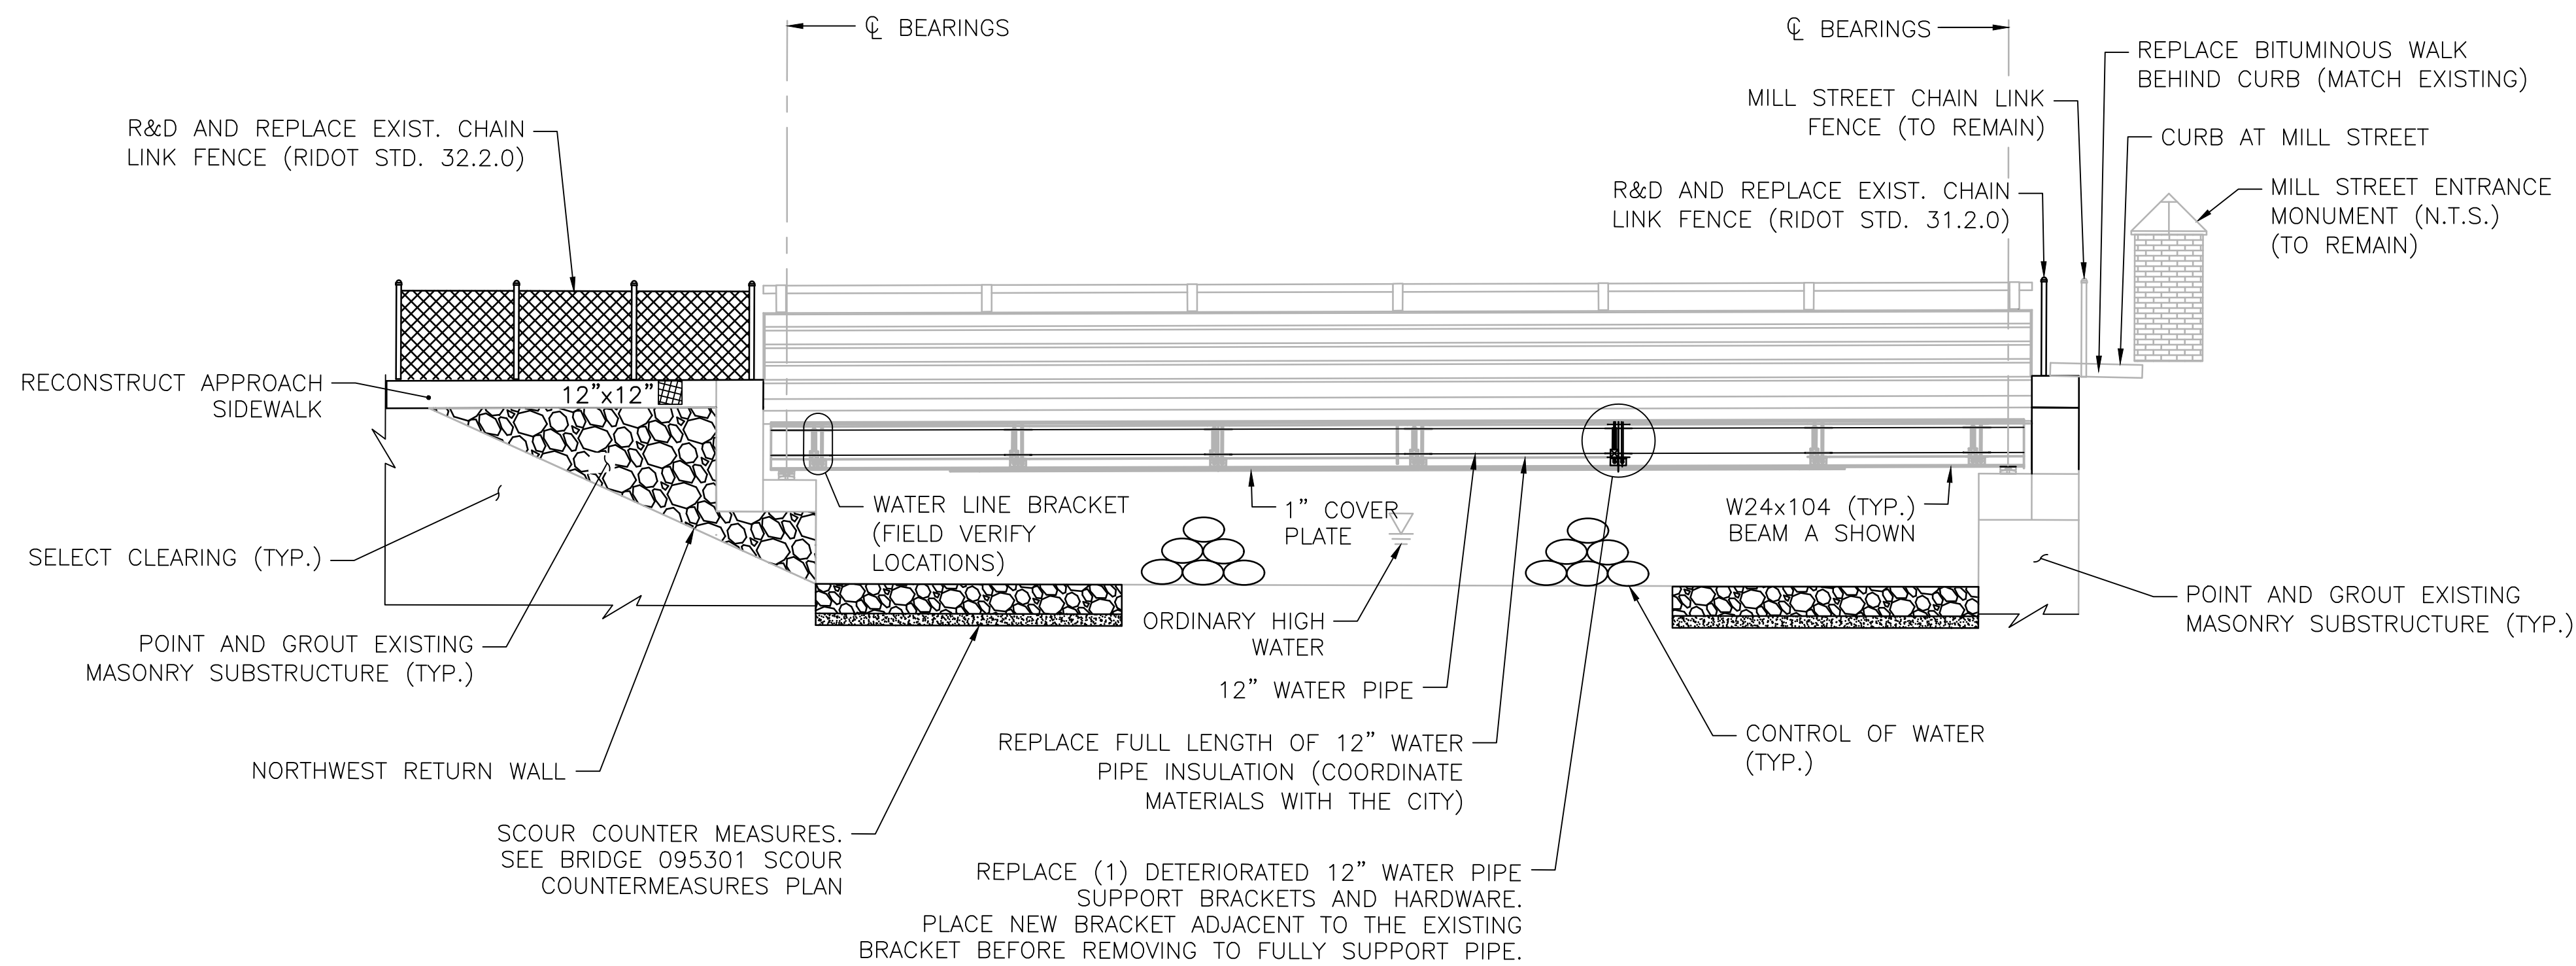 ℄ BEARINGS
℄ BEARINGS
REPLACE BITUMINOUS WALK
BEHIND CURB (MATCH EXISTING)
MILL STREET CHAIN LINK
FENCE (TO REMAIN)
R&D AND REPLACE EXIST. CHAIN
LINK FENCE (RIDOT STD. 32.2.0)
CURB AT MILL STREET
R&D AND REPLACE EXIST. CHAIN
LINK FENCE (RIDOT STD. 31.2.0)
MILL STREET ENTRANCE
MONUMENT (N.T.S.)
(TO REMAIN)
RECONSTRUCT APPROACH
SIDEWALK
12"x12"
WATER LINE BRACKET
(FIELD VERIFY
LOCATIONS)
1" COVER
PLATE
W24x104 (TYP.)
BEAM A SHOWN
SELECT CLEARING (TYP.)
POINT AND GROUT EXISTING
MASONRY SUBSTRUCTURE (TYP.)
ORDINARY HIGH
WATER
POINT AND GROUT EXISTING
MASONRY SUBSTRUCTURE (TYP.)
12" WATER PIPE
NORTHWEST RETURN WALL
REPLACE FULL LENGTH OF 12" WATER
PIPE INSULATION (COORDINATE
MATERIALS WITH THE CITY)
CONTROL OF WATER
(TYP.)
SCOUR COUNTER MEASURES.
SEE BRIDGE 095301 SCOUR
COUNTERMEASURES PLAN
REPLACE (1) DETERIORATED 12" WATER PIPE
SUPPORT BRACKETS AND HARDWARE.
PLACE NEW BRACKET ADJACENT TO THE EXISTING
BRACKET BEFORE REMOVING TO FULLY SUPPORT PIPE.